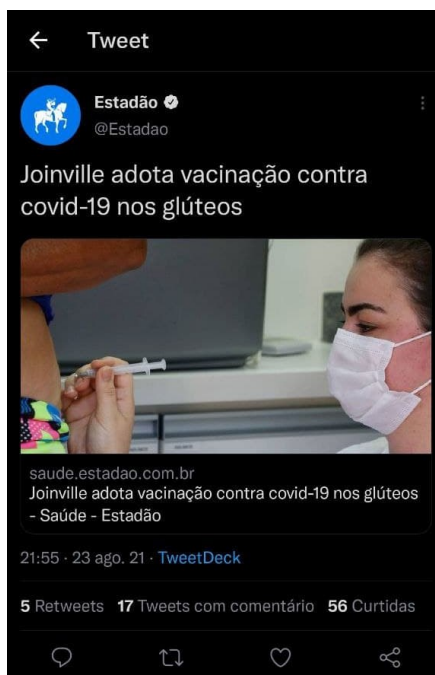 Tweet
Estadão
@Estadao
Joinville adota vacinação contra
covid-19 nos glúteos
saude.estadao.com.br
Joinville adota vacinação contra covid-19 nos glúteos
- Saúde - Estadão
21:55 · 23 ago. 21 · TweetDeck
5 Retweets 17 Tweets com comentário 56 Curtidas